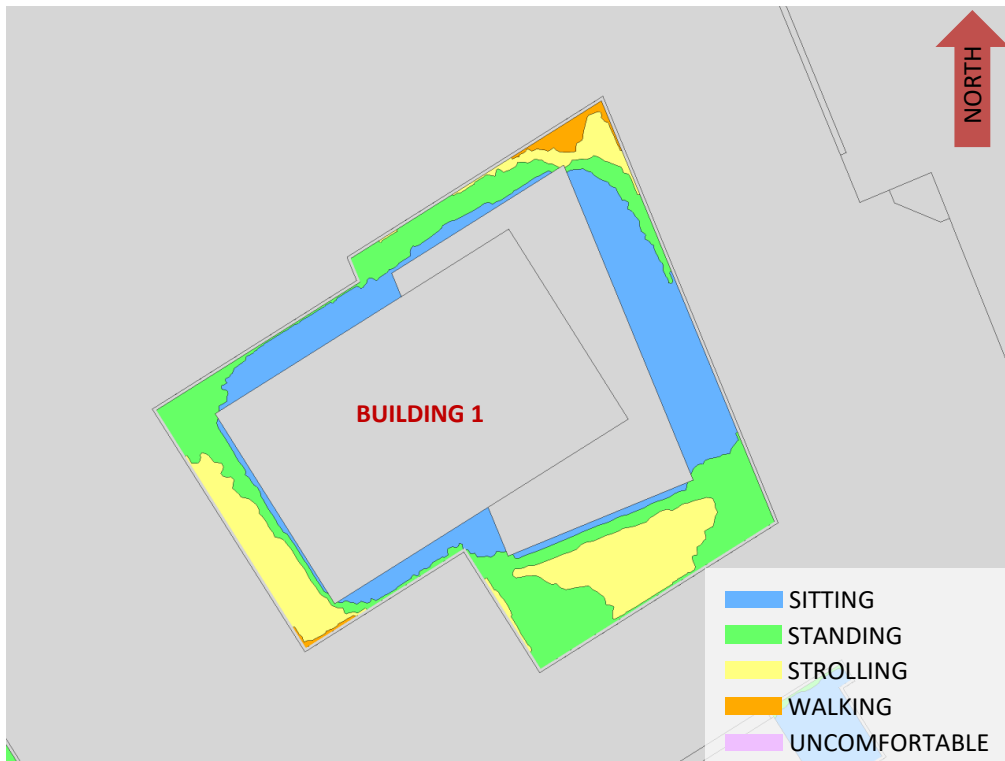 NORTH
BUILDING 1
SITTING
STANDING
STROLLING
WALKING
UNCOMFORTABLE